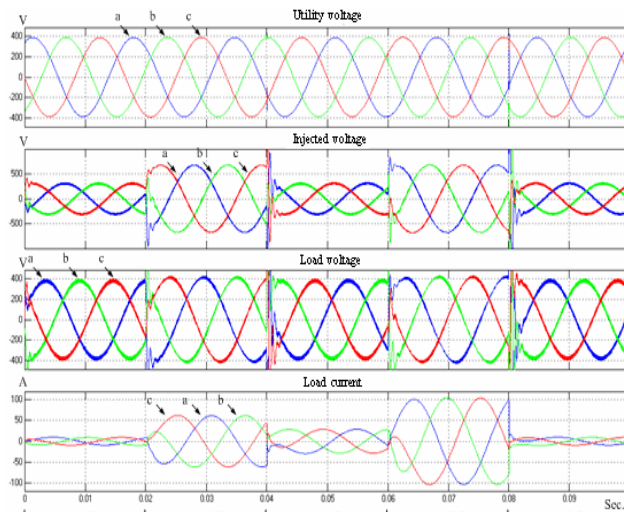 V Utility voltage
a b c
400
200
0
200
400
V Injected voltage
a b c
500
0
-500
V Load voltage
a b c
400
200
0
-200
-400
A Load current
c a b
100
50
0
-50
-100
0 0.01 0.02 0.03 0.04 0.05 0.06 0.07 0.08 0.09 Sec.